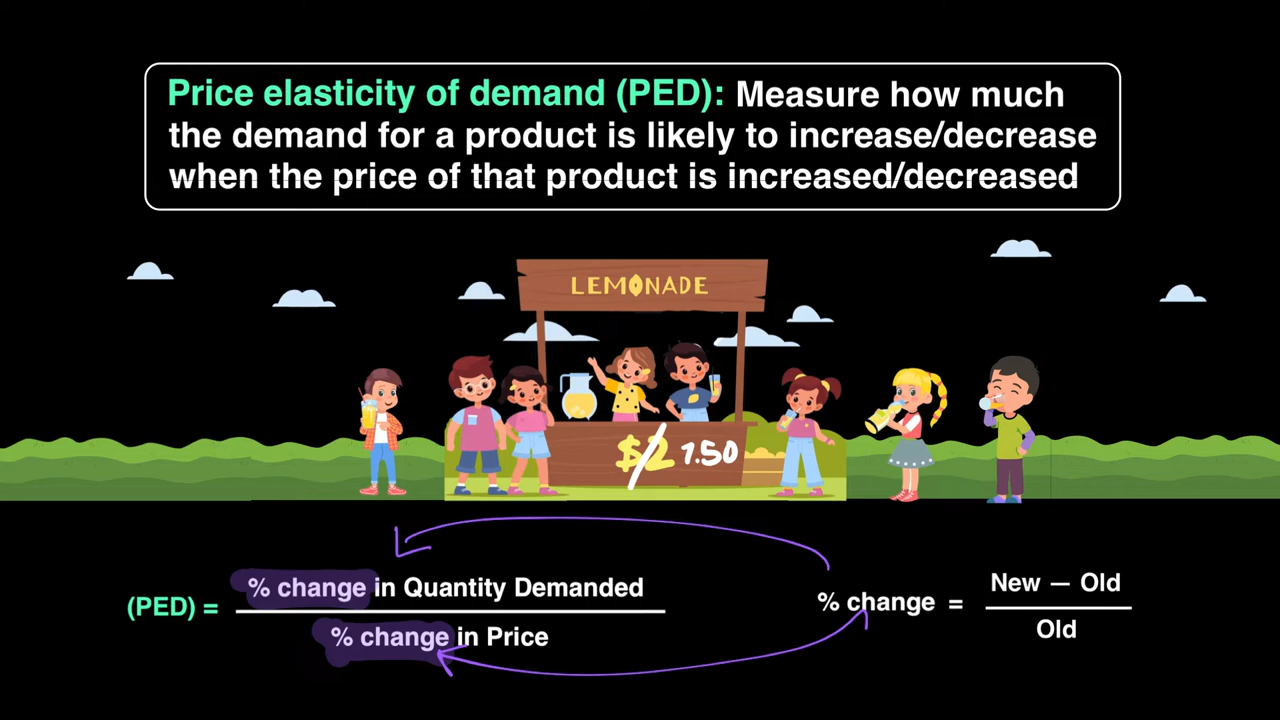 Price elasticity of demand (PED): Measure how much
the demand for a product is likely to increase/decrease
when the price of that product is increased/decreased
LEMONADE
$2 1.50
(PED) =
% change in Quantity Demanded
% change in Price
% change =
New – Old
Old